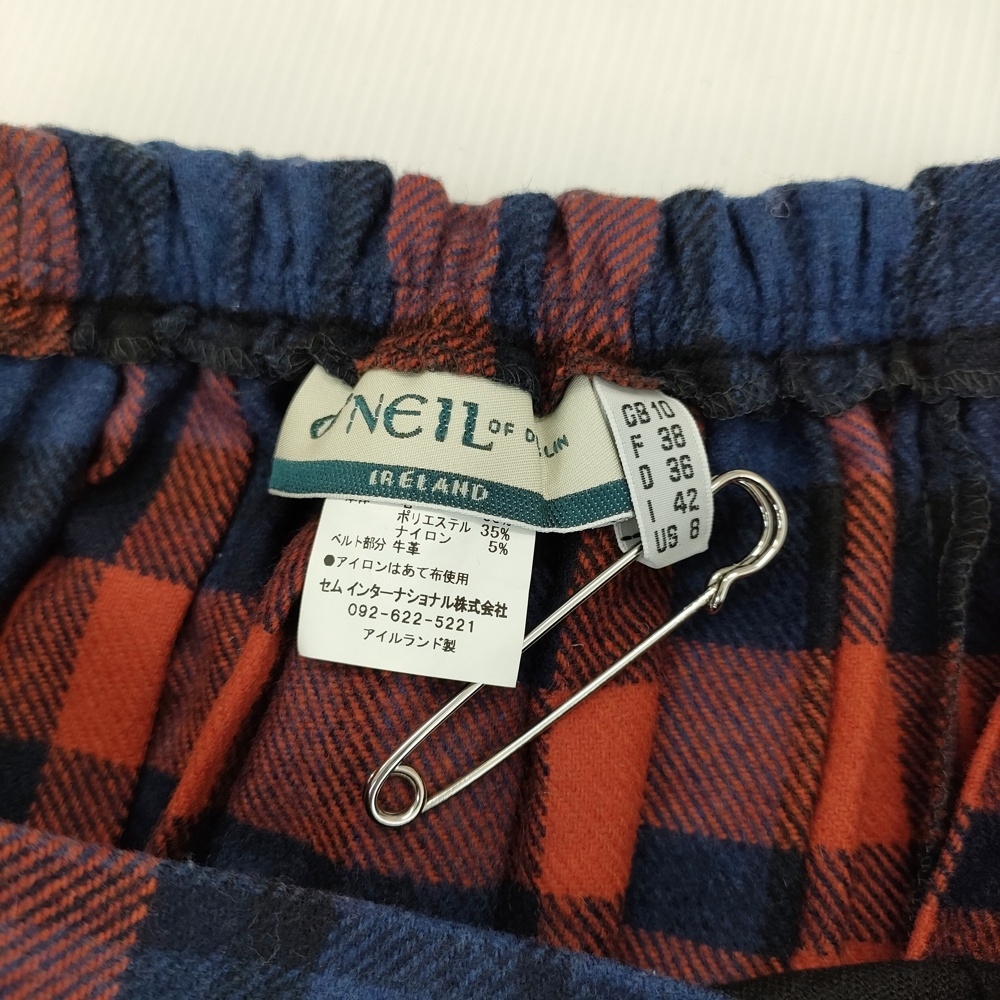 O'NEIL OF DUBLIN
IRELAND
GB 10
F 38
D 36
I 42
US 8
ポリエステル 35%
ナイロン 5%
ベルト部分 牛革
●アイロンはあて布使用
セム インターナショナル株式会社
092-622-5221
アイルランド製